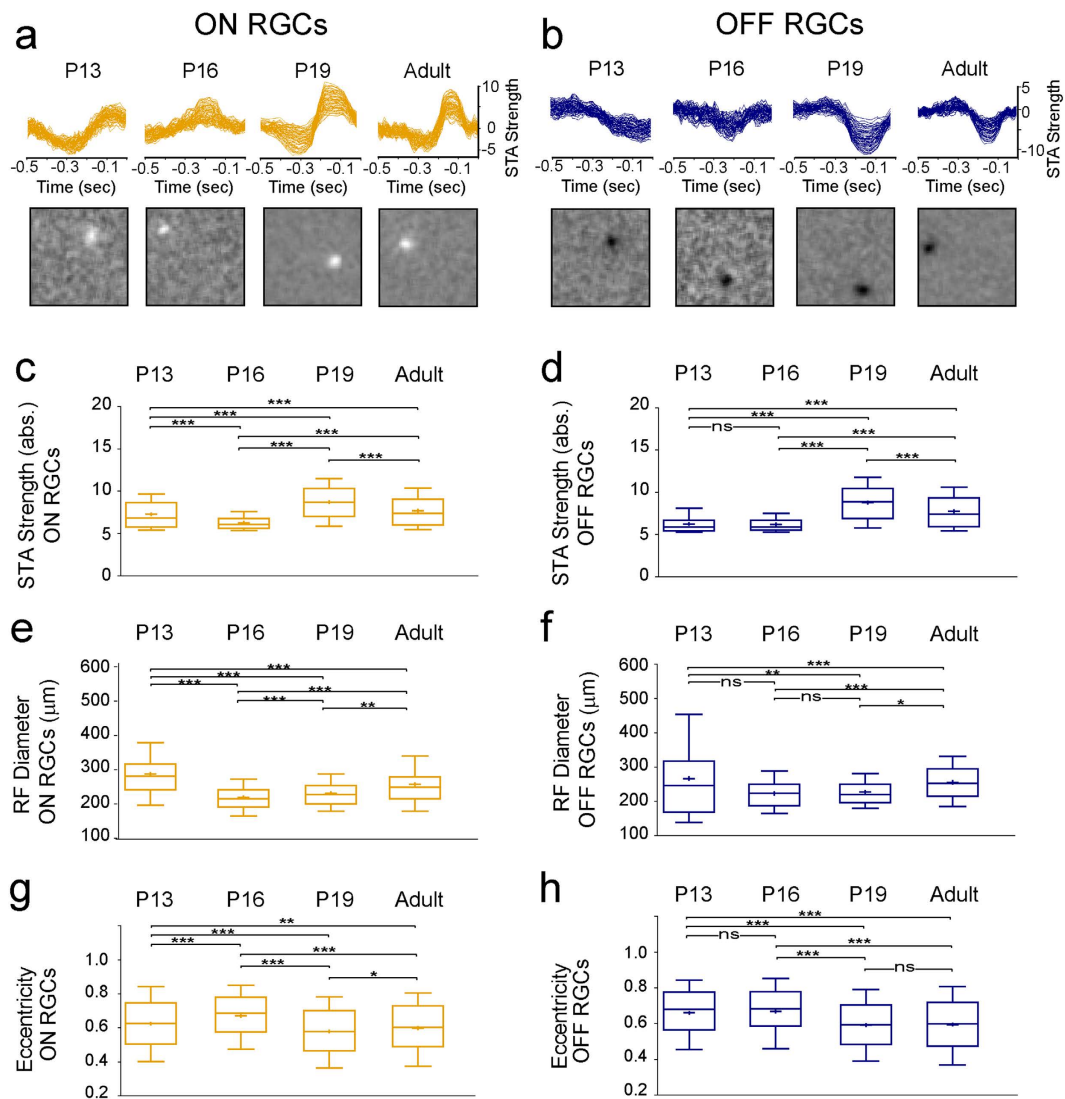 a ON RGCs
P13 P16 P19 Adult
10
0
-5
STA Strength
-0.5 -0.3 -0.1 -0.5 -0.3 -0.1 -0.5 -0.3 -0.1 -0.5 -0.3 -0.1
Time (sec) Time (sec) Time (sec) Time (sec)
b OFF RGCs
P13 P16 P19 Adult
5
0
-10
STA Strength
-0.5 -0.3 -0.1 -0.5 -0.3 -0.1 -0.5 -0.3 -0.1 -0.5 -0.3 -0.1
Time (sec) Time (sec) Time (sec) Time (sec)
c
P13 P16 P19 Adult
STA Strength (abs.)
ON RGCs
20
15
10
5
0
***
***
***
***
***
***
d
P13 P16 P19 Adult
STA Strength (abs.)
OFF RGCs
20
15
10
5
0
***
***
ns
***
***
***
e
P13 P16 P19 Adult
RF Diameter
ON RGCs (μm)
600
500
400
300
200
100
***
***
***
***
***
**
f
P13 P16 P19 Adult
RF Diameter
OFF RGCs (μm)
600
500
400
300
200
100
***
**
ns
***
ns
*
g
P13 P16 P19 Adult
Eccentricity
ON RGCs
1.0
0.8
0.6
0.4
0.2
**
***
***
***
***
*
h
P13 P16 P19 Adult
Eccentricity
OFF RGCs
1.0
0.8
0.6
0.4
0.2
***
***
ns
***
***
ns